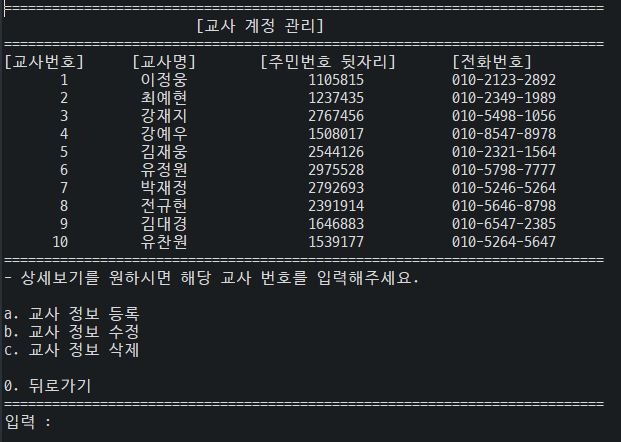 ===========================================================================
[교사 계정 관리]
===========================================================================
[교사번호] [교사명] [주민번호 뒷자리] [전화번호]
1 이정웅 1105815 010-2123-2892
2 최예현 1237435 010-2349-1989
3 강재지 2767456 010-5498-1056
4 강예우 1508017 010-8547-8978
5 김재웅 2544126 010-2321-1564
6 유정원 2975528 010-5798-7777
7 박재정 2792693 010-5246-5264
8 전규현 2391914 010-5646-8798
9 김대경 1646883 010-6547-2385
10 유찬원 1539177 010-5264-5647
===========================================================================
- 상세보기를 원하시면 해당 교사 번호를 입력해주세요.
a. 교사 정보 등록
b. 교사 정보 수정
c. 교사 정보 삭제
0. 뒤로가기
===========================================================================
입력 :